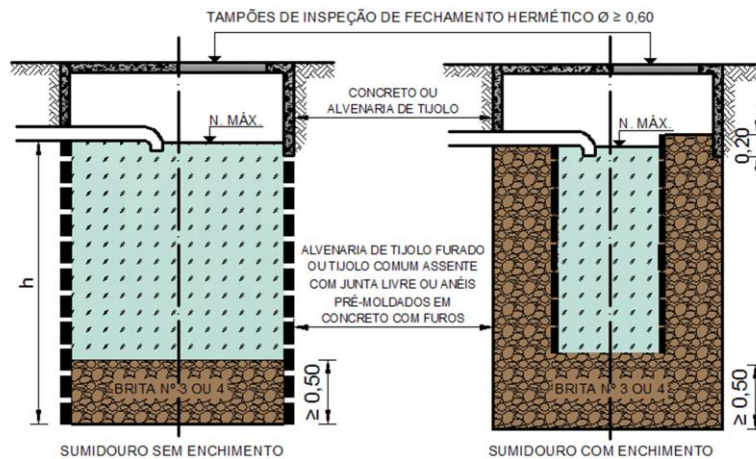 TAMPÕES DE INSPEÇÃO DE FECHAMENTO HERMÉTICO Ø ≥ 0,60
CONCRETO OU
ALVENARIA DE TIJOLO
N. MÁX.
N. MÁX.
0,20
h
ALVENARIA DE TIJOLO FURADO
OU TIJOLO COMUM ASSENTE
COM JUNTA LIVRE OU ANÉIS
PRÉ-MOLDADOS EM
CONCRETO COM FUROS
BRITA Nº 3 OU 4
≥ 0,50
BRITA Nº 3 OU 4
≥ 0,50
SUMIDOURO SEM ENCHIMENTO
SUMIDOURO COM ENCHIMENTO